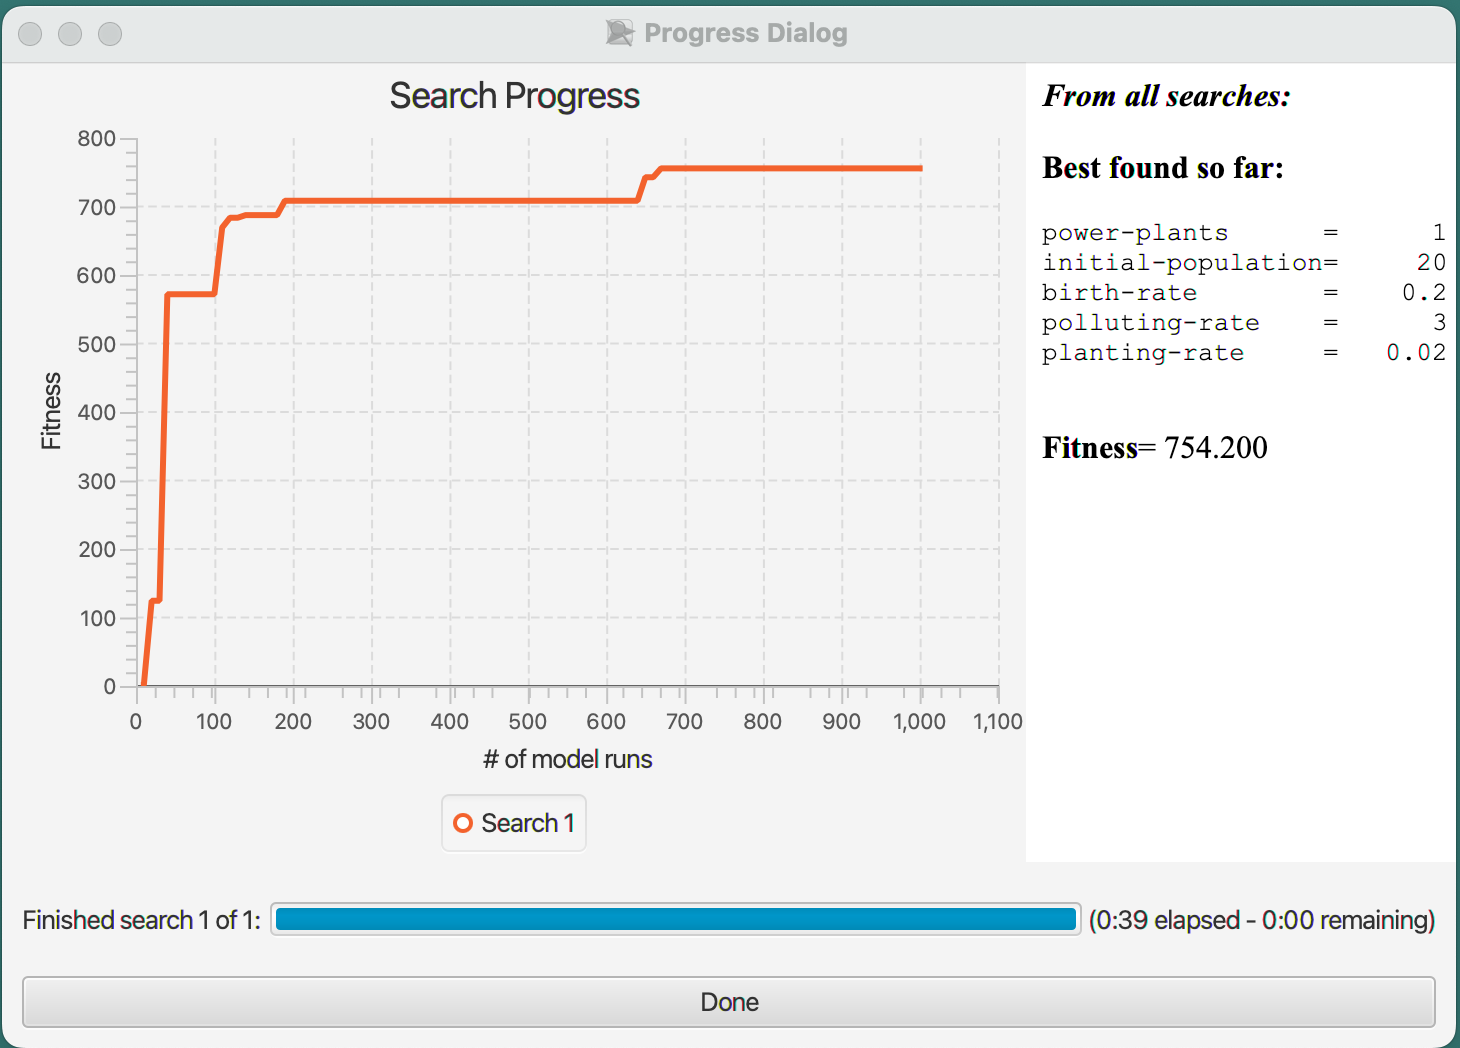 Progress Dialog
Search Progress
800
700
600
500
400
300
200
100
0
Fitness
0 100 200 300 400 500 600 700 800 900 1,000 1,100
# of model runs
Search 1
From all searches:
Best found so far:
power-plants = 1
initial-population= 20
birth-rate = 0.2
polluting-rate = 3
planting-rate = 0.02
Fitness= 754.200
Finished search 1 of 1: (0:39 elapsed - 0:00 remaining)
Done